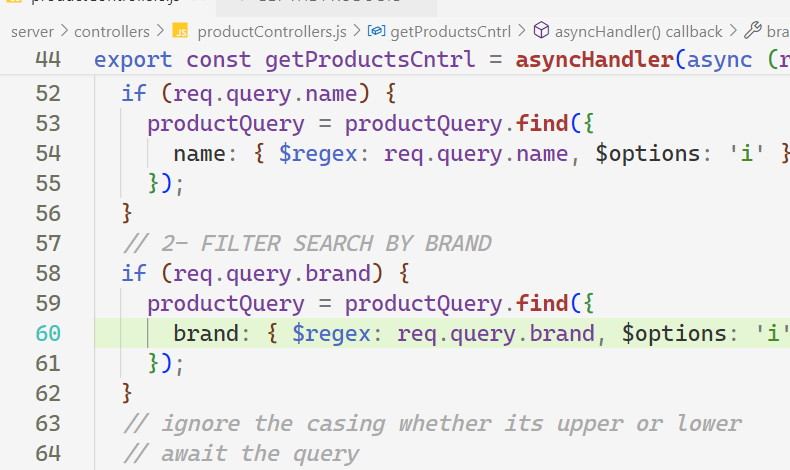 server > controllers > JS productControllers.js > getProductsCntrl > asyncHandler() callback > bra
44 export const getProductsCntrl = asyncHandler(async (r
52 if (req.query.name) {
53 productQuery = productQuery.find({
54 name: { $regex: req.query.name, $options: 'i' }
55 });
56 }
57 // 2- FILTER SEARCH BY BRAND
58 if (req.query.brand) {
59 productQuery = productQuery.find({
60 brand: { $regex: req.query.brand, $options: 'i'
61 });
62 }
63 // ignore the casing whether its upper or lower
64 // await the query